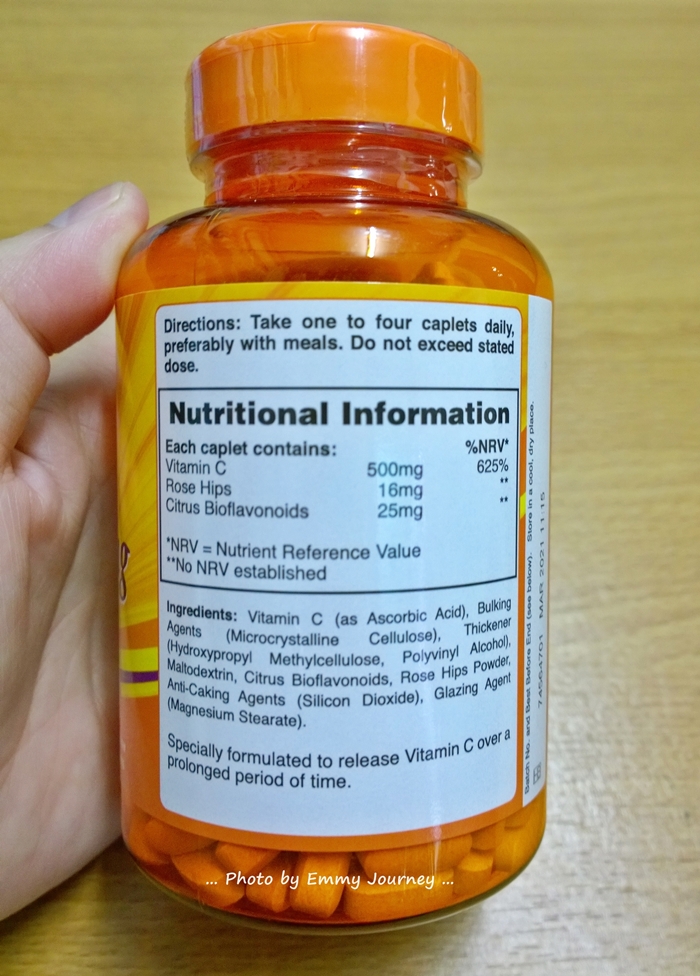 Directions: Take one to four caplets daily,
preferably with meals. Do not exceed stated
dose.
Nutritional Information
Each caplet contains: %NRV*
Vitamin C 500mg 625%
Rose Hips 16mg **
Citrus Bioflavonoids 25mg **
*NRV = Nutrient Reference Value
**No NRV established
Ingredients: Vitamin C (as Ascorbic Acid), Bulking
Agents (Microcrystalline Cellulose), Thickener
(Hydroxypropyl Methylcellulose, Polyvinyl Alcohol),
Maltodextrin, Citrus Bioflavonoids, Rose Hips Powder,
Anti-Caking Agents (Silicon Dioxide), Glazing Agent
(Magnesium Stearate).
Specially formulated to release Vitamin C over a
prolonged period of time.
Batch No. and Best Before End (see below). Store in a cool, dry place.
74564701 MAR 2021 11:15
g
... Photo by Emmy Journey ...